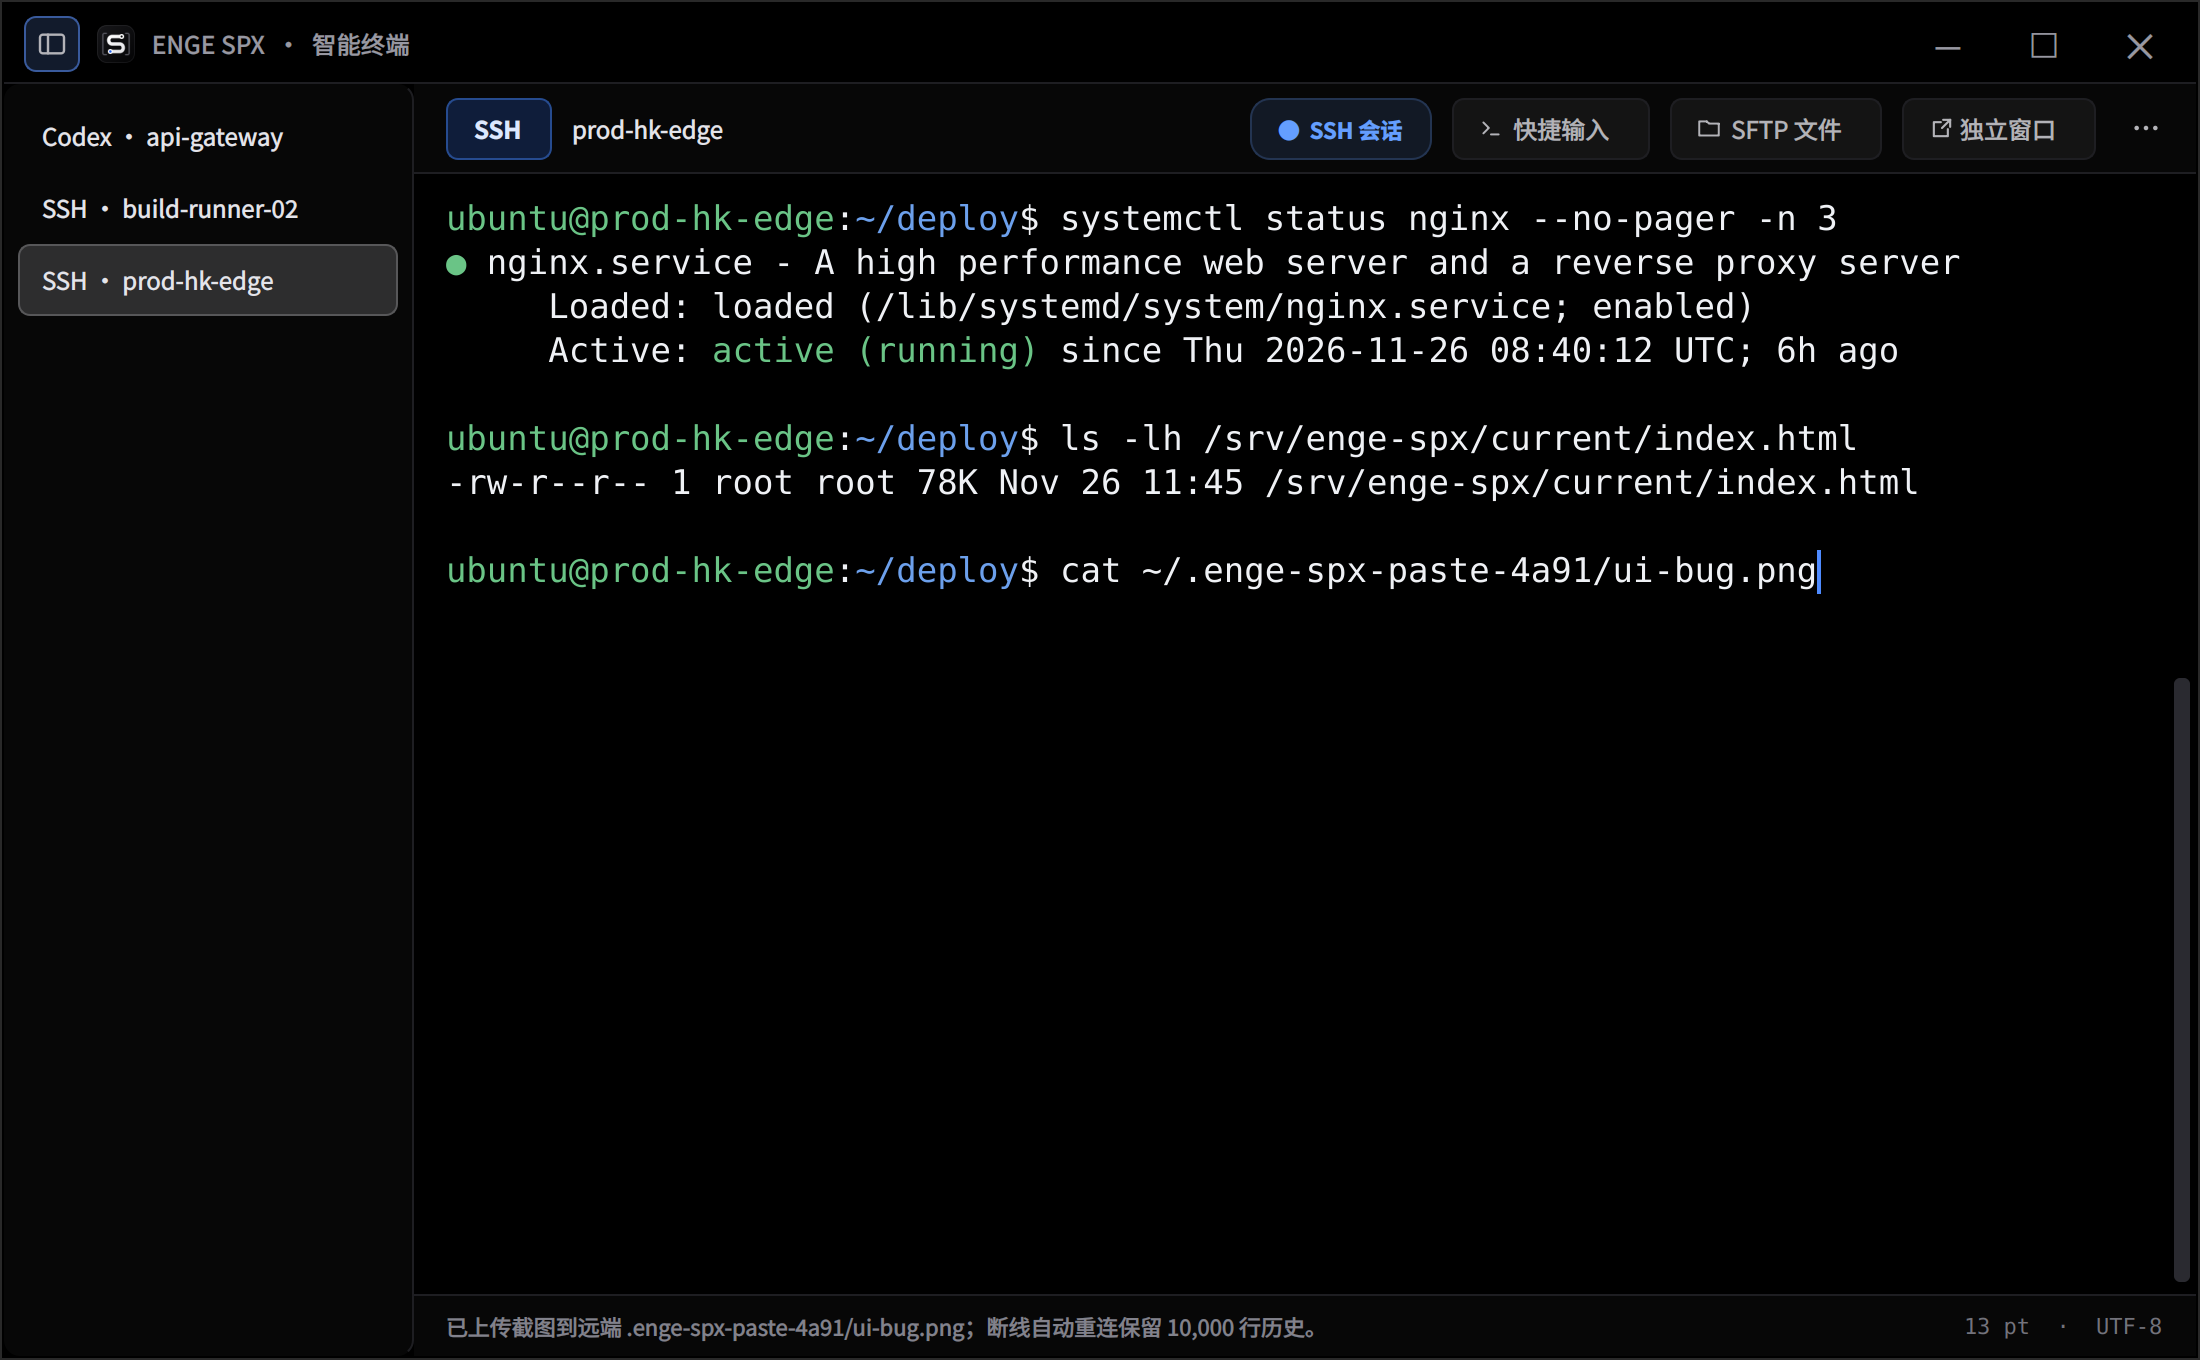 ENGE SPX • 智能终端
Codex • api-gateway
SSH • build-runner-02
SSH • prod-hk-edge
SSH prod-hk-edge
SSH 会话
快捷输入
SFTP 文件
独立窗口
ubuntu@prod-hk-edge:~/deploy$ systemctl status nginx --no-pager -n 3
● nginx.service - A high performance web server and a reverse proxy server
Loaded: loaded (/lib/systemd/system/nginx.service; enabled)
Active: active (running) since Thu 2026-11-26 08:40:12 UTC; 6h ago
ubuntu@prod-hk-edge:~/deploy$ ls -lh /srv/enge-spx/current/index.html
-rw-r--r-- 1 root root 78K Nov 26 11:45 /srv/enge-spx/current/index.html
ubuntu@prod-hk-edge:~/deploy$ cat ~/.enge-spx-paste-4a91/ui-bug.png
已上传截图到远端 .enge-spx-paste-4a91/ui-bug.png；断线自动重连保留 10,000 行历史。
13 pt · UTF-8